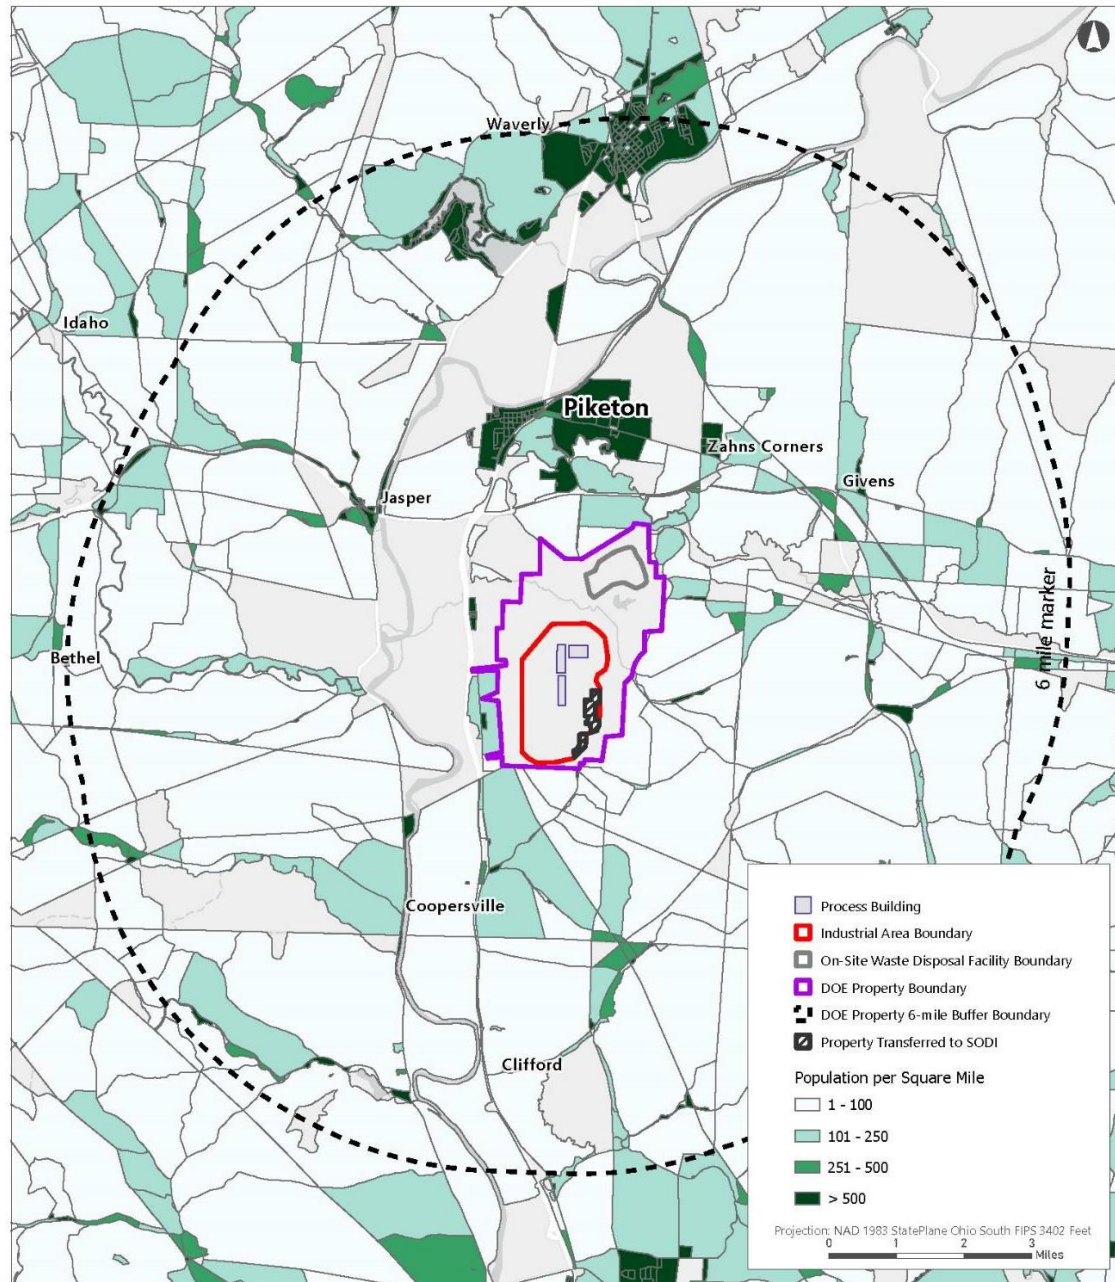 Waverly
Idaho
Piketon
Zahns Corners
Givens
Jasper
6 mile marker
Bethel
Coopersville
Clifford
Process Building
Industrial Area Boundary
On-Site Waste Disposal Facility Boundary
DOE Property Boundary
DOE Property 6-mile Buffer Boundary
Property Transferred to SODI
Population per Square Mile
1 - 100
101 - 250
251 - 500
> 500
Projection: NAD 1983 StatePlane Ohio South FIPS 3402 Feet
0 1 2 3
Miles